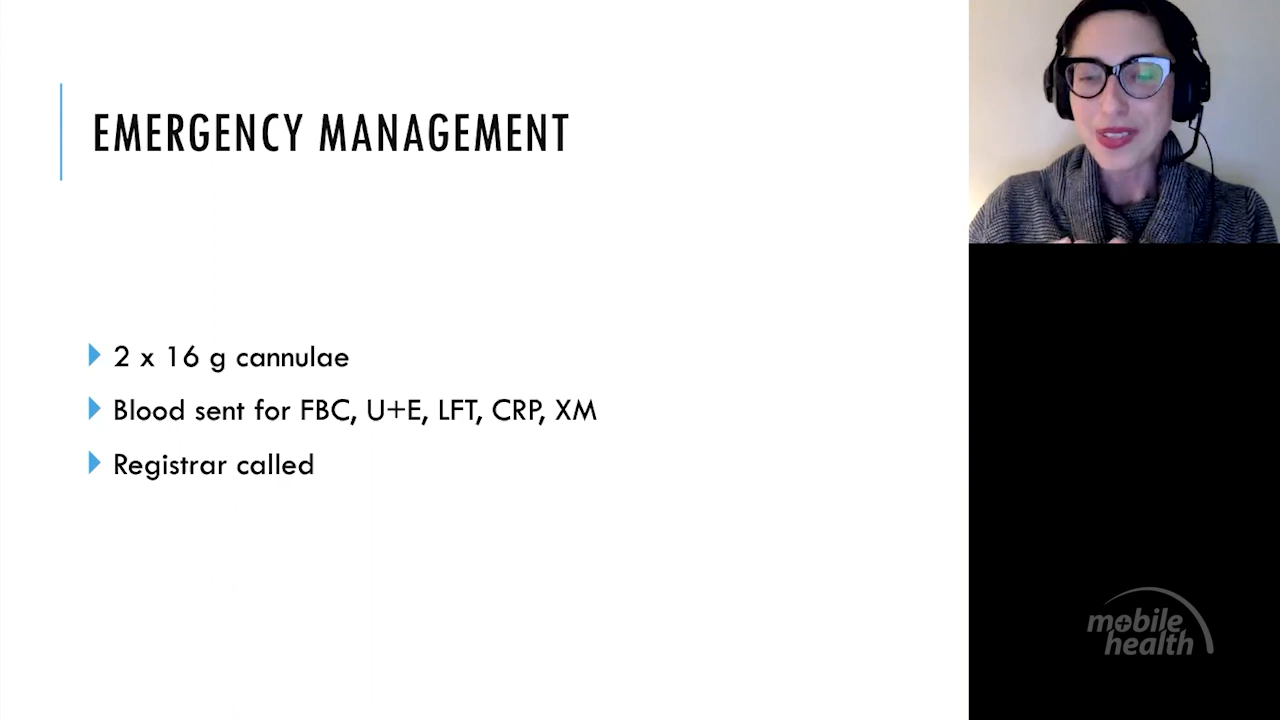 EMERGENCY MANAGEMENT
2 x 16 g cannulae
Blood sent for FBC, U+E, LFT, CRP, XM
Registrar called
mobile
health